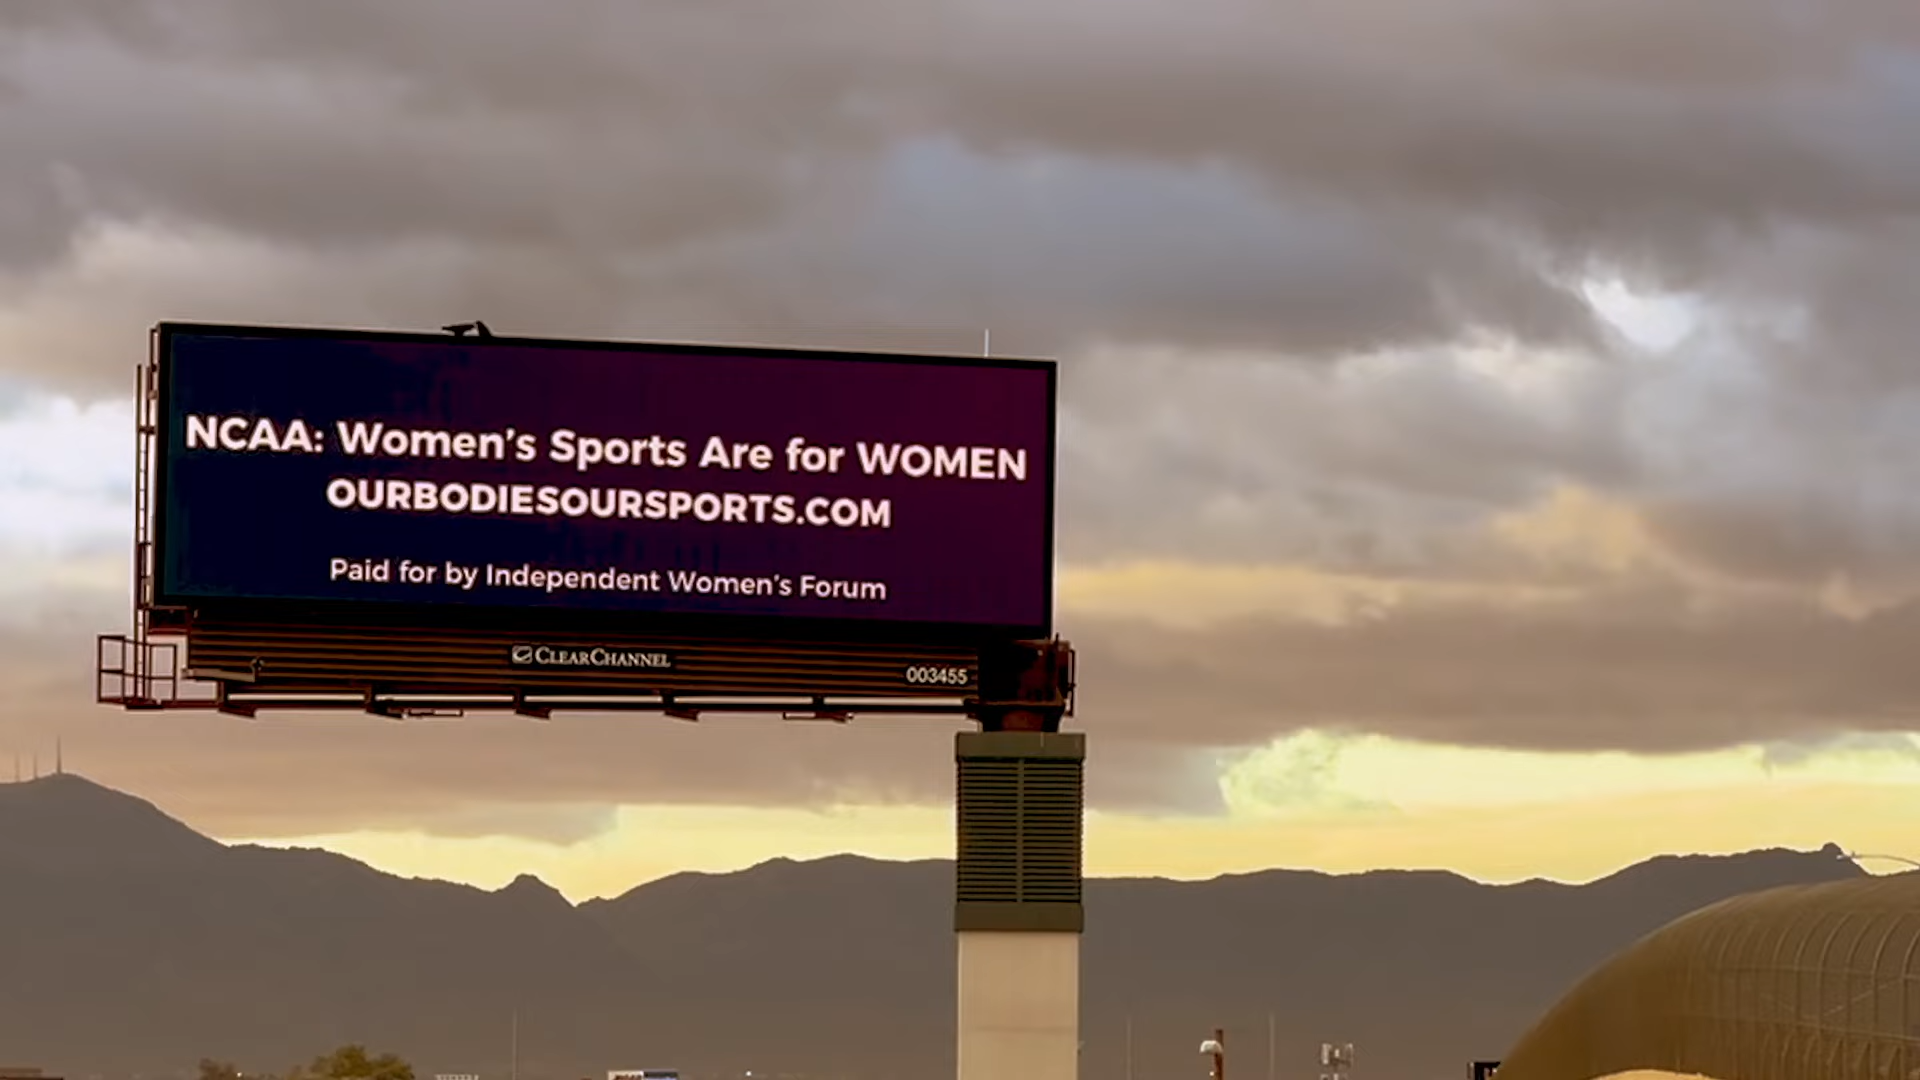 NCAA: Women's Sports Are for WOMEN
OURBODIESOURSPORTS.COM
Paid for by Independent Women's Forum
CLEARCHANNEL
003455